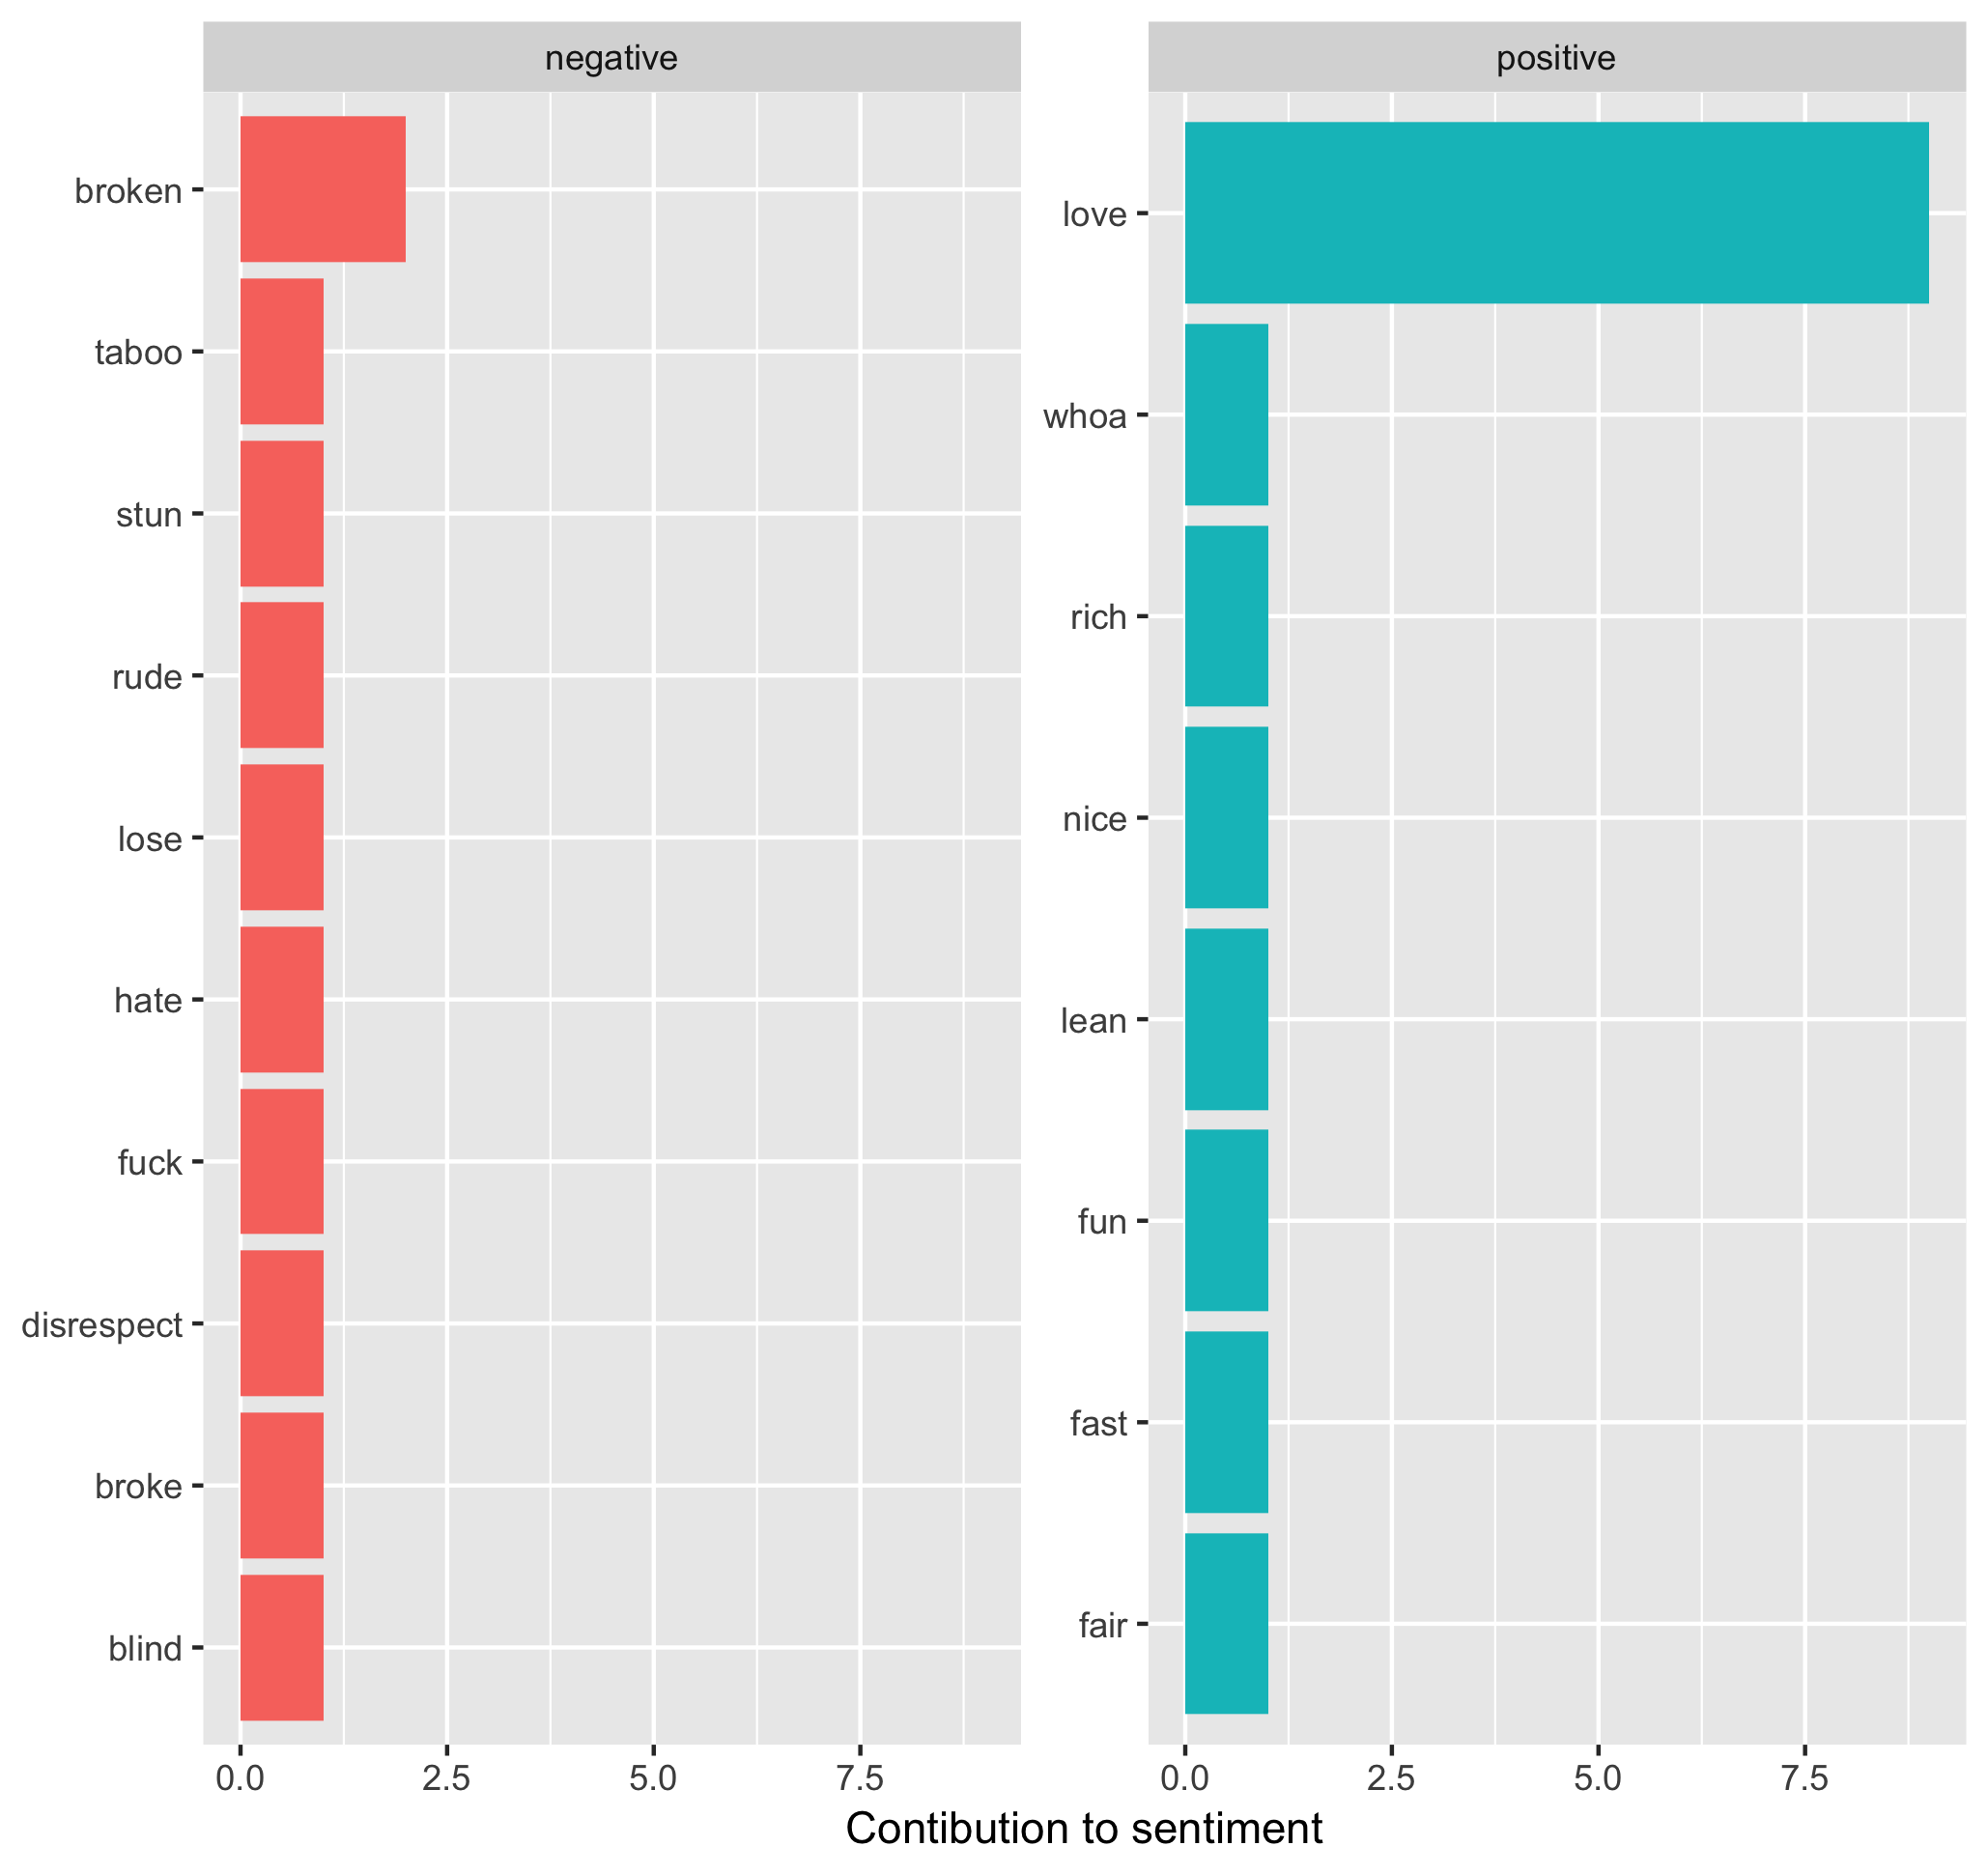 negative
broken
taboo
stun
rude
lose
hate
fuck
disrespect
broke
blind
0.0 2.5 5.0 7.5
positive
love
whoa
rich
nice
lean
fun
fast
fair
0.0 2.5 5.0 7.5
Contibution to sentiment